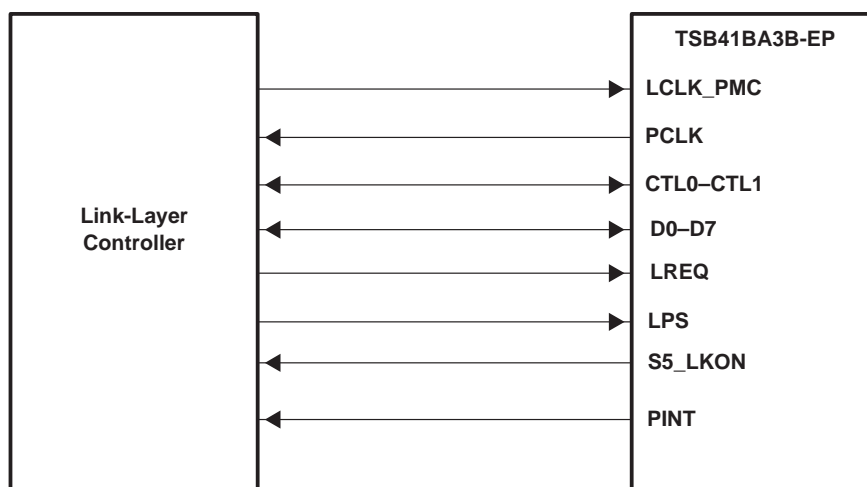 TSB41BA3B-EP
LCLK_PMC
PCLK
CTL0–CTL1
Link-Layer
Controller
D0–D7
LREQ
LPS
S5_LKON
PINT